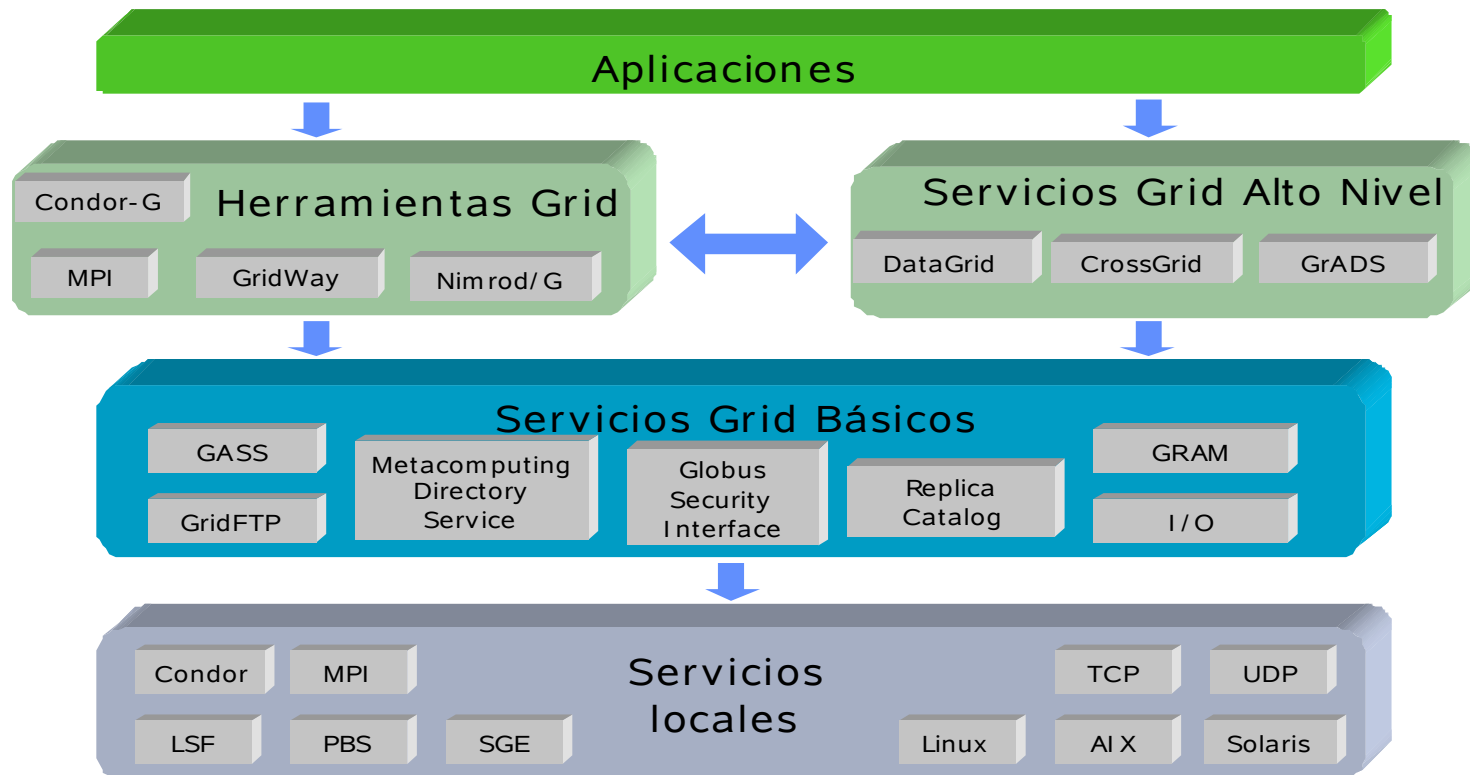 Aplicaciones
Herramientas Grid
Condor-G
MPI
GridWay
Nimrod/G
Servicios Grid Alto Nivel
DataGrid
CrossGrid
GrADS
Servicios Grid Básicos
GASS
GridFTP
Metacomputing
Directory
Service
Globus
Security
Interface
Replica
Catalog
GRAM
I/O
Servicios
locales
Condor
MPI
LSF
PBS
SGE
TCP
UDP
Linux
AIX
Solaris